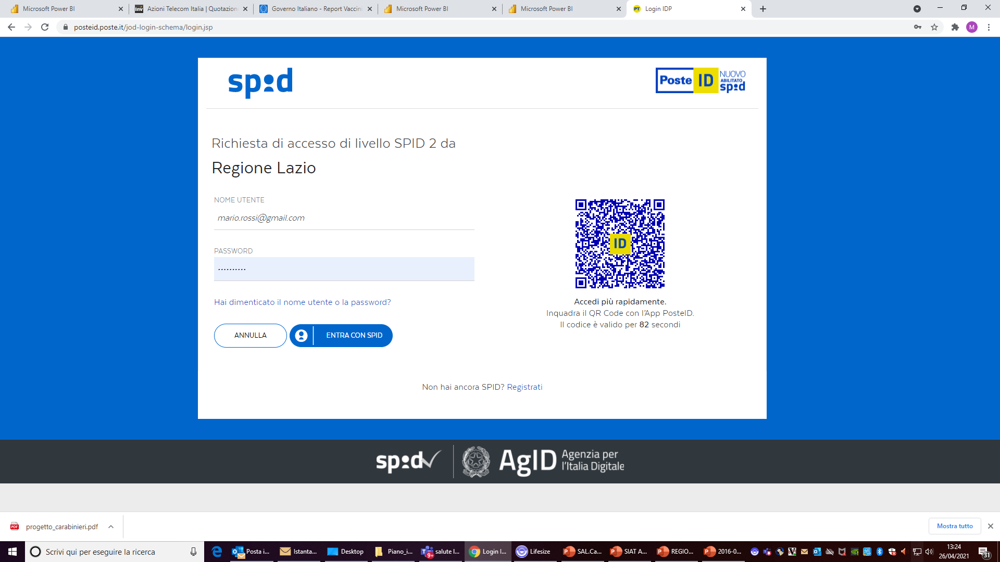 Microsoft Power BI
Azioni Telecom Italia | Quotazion
Governo Italiano - Report Vaccin
Microsoft Power BI
Microsoft Power BI
Login IDP
posteid.poste.it/jod-login-schema/login.jsp
M
spid
Poste ID NUOVO ABILITATO spid
Richiesta di accesso di livello SPID 2 da
Regione Lazio
NOME UTENTE
mario.rossi@gmail.com
PASSWORD
••••••••••
Hai dimenticato il nome utente o la password?
ANNULLA
ENTRA CON SPID
ID
Accedi più rapidamente.
Inquadra il QR Code con l'App PosteID.
Il codice è valido per 82 secondi
Non hai ancora SPID? Registrati
spid
AgID Agenzia per
l'Italia Digitale
progetto_carabinieri.pdf
Mostra tutto
Scrivi qui per eseguire la ricerca
Posta i...
Istanta...
Desktop
Piano_i...
salute l...
Login I...
Lifesize
SAL.Ca...
SIAT A...
REGIO...
2016-0...
13:24
26/04/2021
31